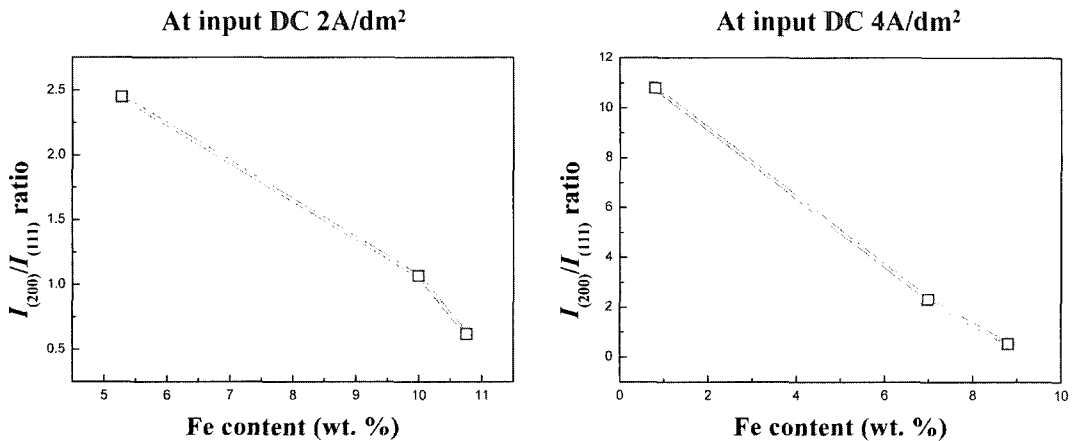 At input DC 2A/dm²
2.5
2.0
1.5
1.0
0.5
I(200)/I(111) ratio
5 6 7 8 9 10 11
Fe content (wt. %)
At input DC 4A/dm²
12
10
8
6
4
2
0
I(200)/I(111) ratio
0 2 4 6 8 10
Fe content (wt. %)